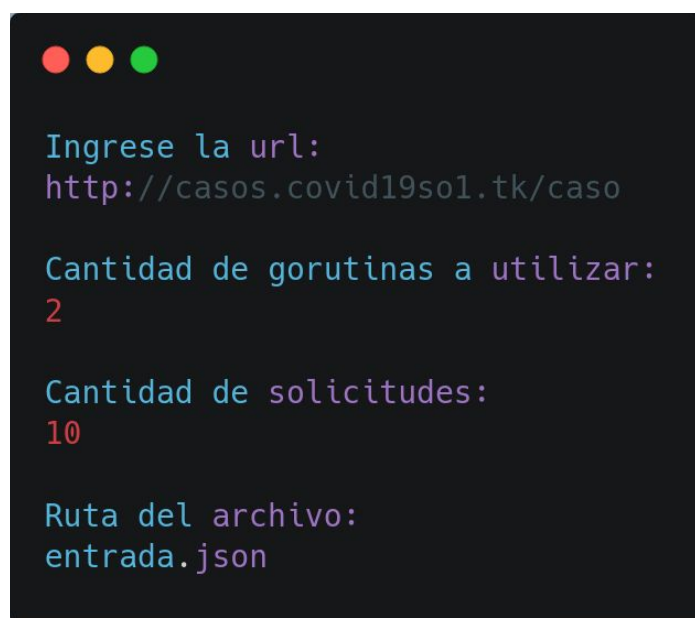 Ingrese la url:
http://casos.covid19so1.tk/caso
Cantidad de gorutinas a utilizar:
2
Cantidad de solicitudes:
10
Ruta del archivo:
entrada.json